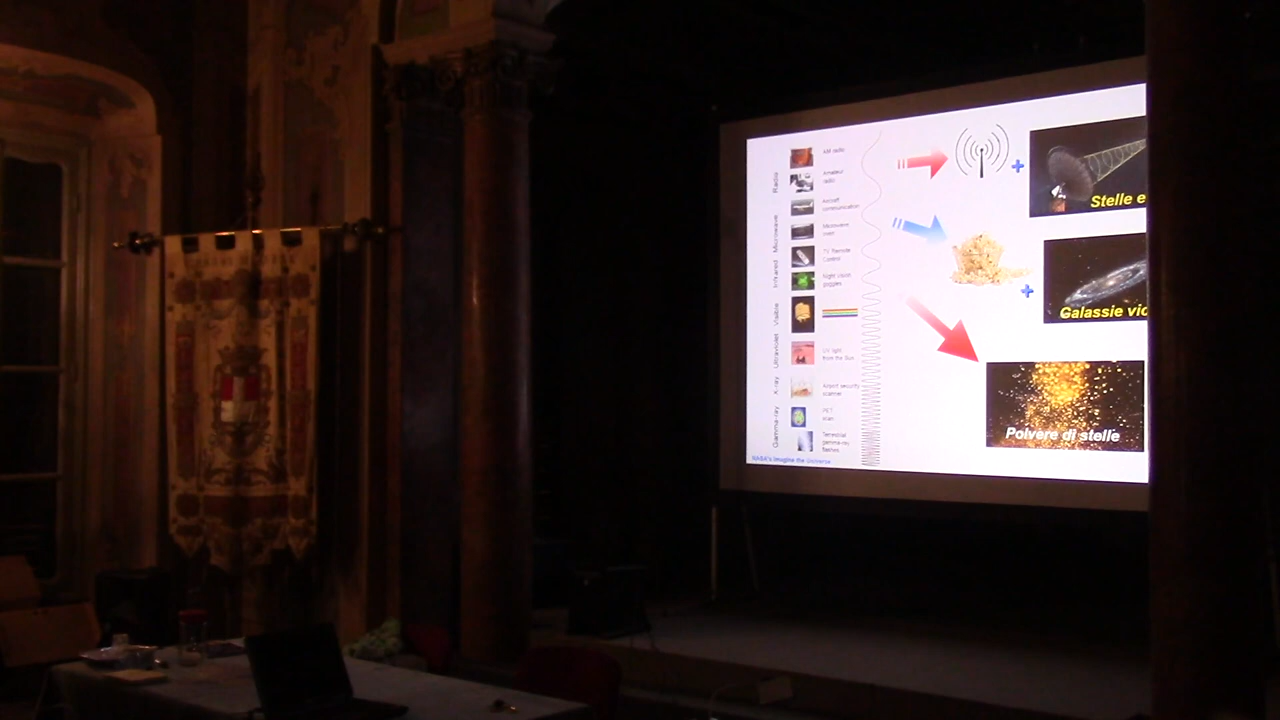 Radio
Microwave
Infrared
Visible
Ultraviolet
X-ray
Gamma-ray
AM radio
Amateur
radio
Aircraft
communication
Microwave
oven
TV Remote
Control
Night vision
goggles
UV light
from the Sun
Airport security
scanner
PET
scan
Terrestrial
gamma-ray
flashes
NASA's Imagine the Universe
Stelle e
Galassie vic
Polvere di stelle